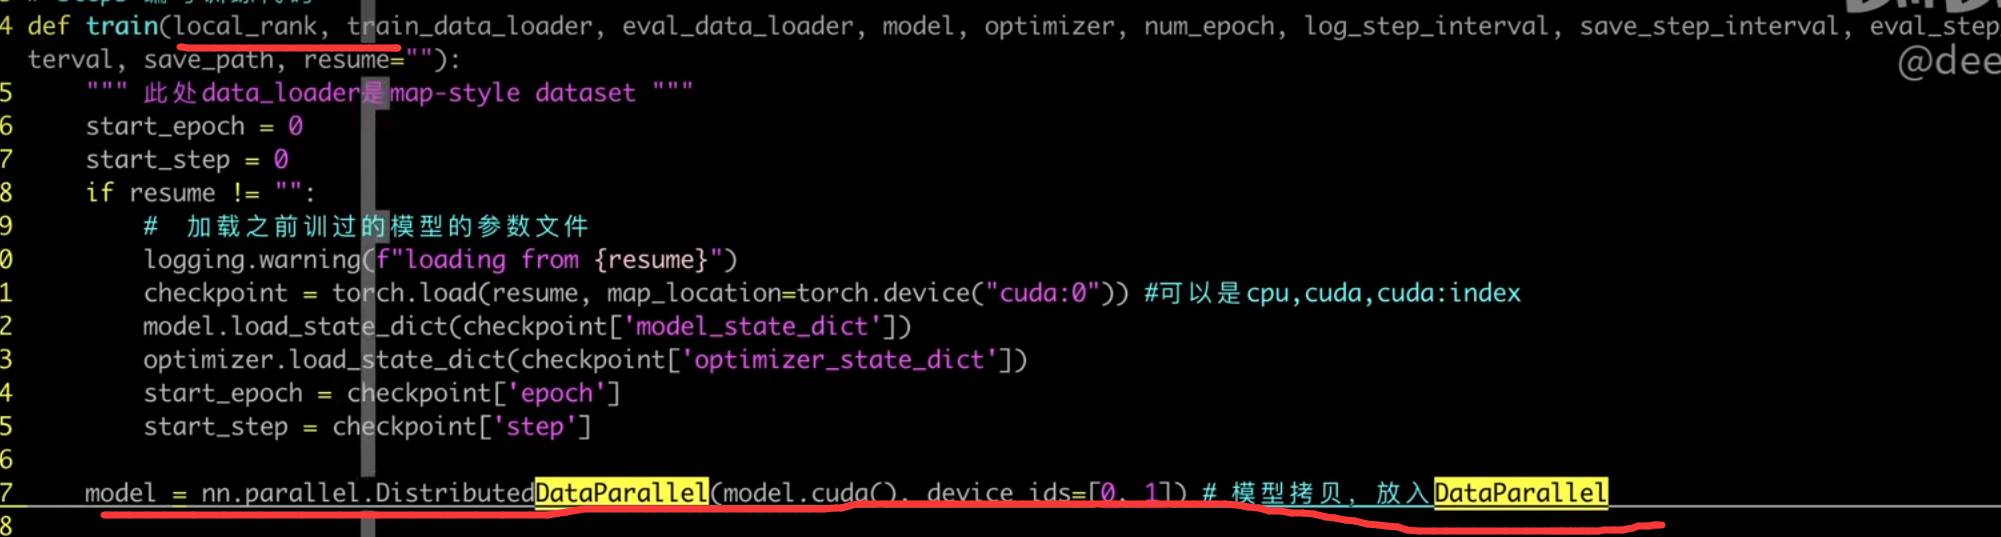 4 def train(local_rank, train_data_loader, eval_data_loader, model, optimizer, num_epoch, log_step_interval, save_step_interval, eval_step
terval, save_path, resume=""):
@dee
5 """ 此处data_loader是map-style dataset """
6 start_epoch = 0
7 start_step = 0
8 if resume != "":
9 # 加载之前训过的模型的参数文件
0 logging.warning(f"loading from {resume}")
1 checkpoint = torch.load(resume, map_location=torch.device("cuda:0")) #可以是cpu,cuda,cuda:index
2 model.load_state_dict(checkpoint['model_state_dict'])
3 optimizer.load_state_dict(checkpoint['optimizer_state_dict'])
4 start_epoch = checkpoint['epoch']
5 start_step = checkpoint['step']
6
7 model = nn.parallel.DistributedDataParallel(model.cuda(), device_ids=[0, 1]) # 模型拷贝, 放入DataParallel
8